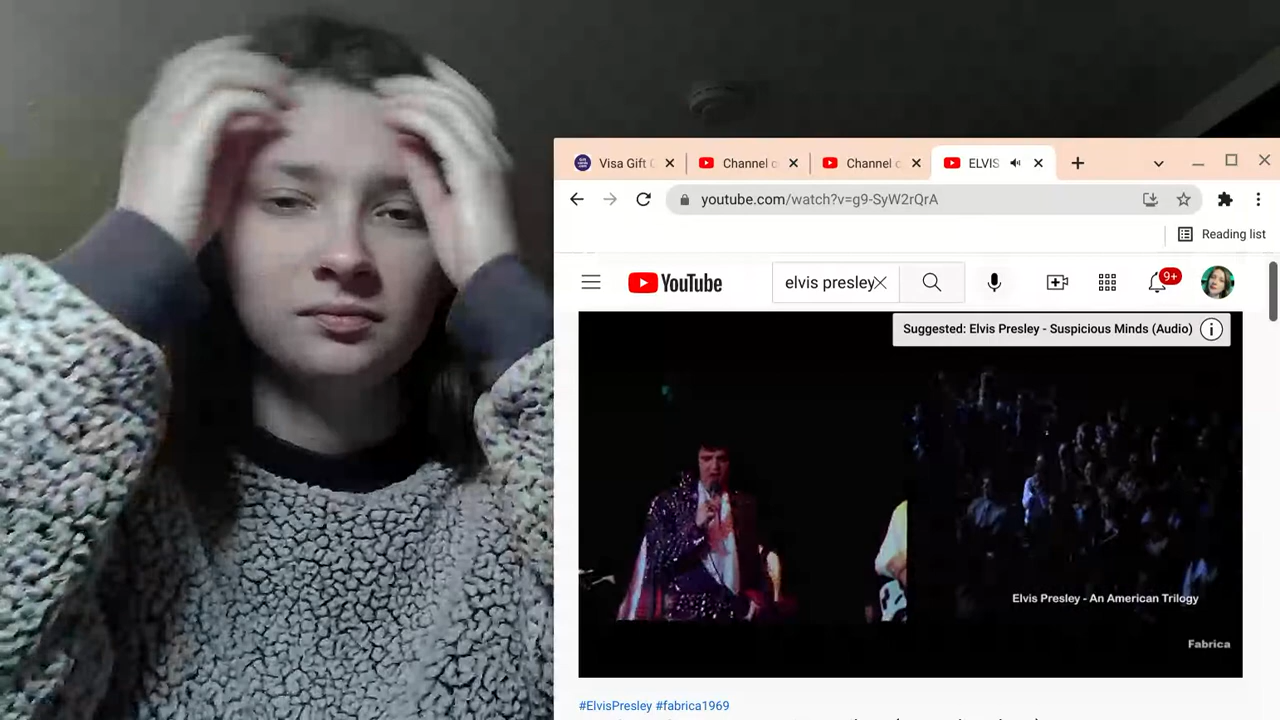 Visa Gift C
Channel c
Channel c
ELVIS
youtube.com/watch?v=g9-SyW2rQrA
Reading list
YouTube
elvis presley
9+
Suggested: Elvis Presley - Suspicious Minds (Audio)
Elvis Presley - An American Trilogy
Fabrica
#ElvisPresley #fabrica1969